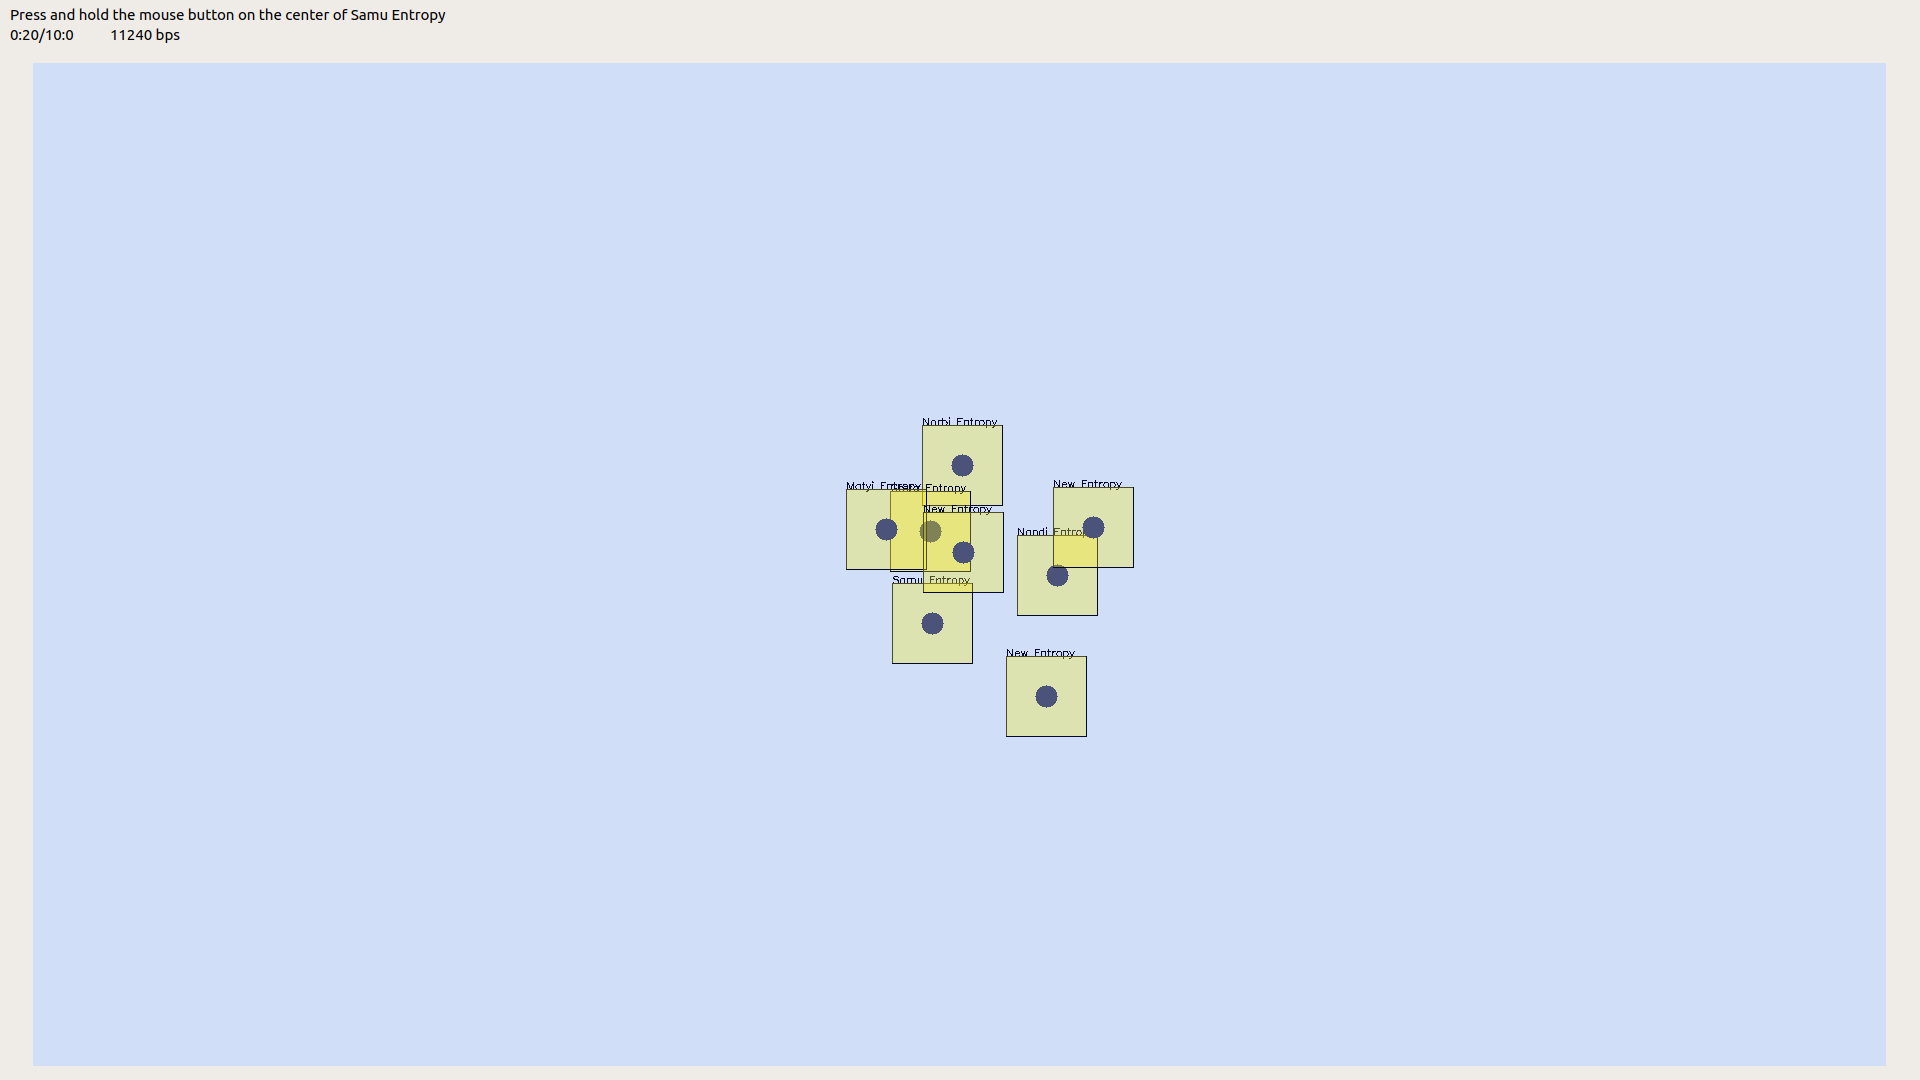 Press and hold the mouse button on the center of Samu Entropy
0:20/10:0 11240 bps
Norbi Entropy
New Entropy
Matyi Entropy
Entropy
New Entropy
Nandi Entropy
Samu Entropy
New Entropy